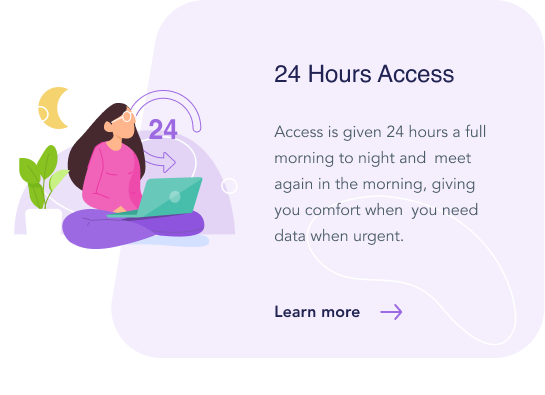 24 Hours Access
24
Access is given 24 hours a full
morning to night and  meet
again in the morning, giving
you comfort when  you need
data when urgent.
Learn more